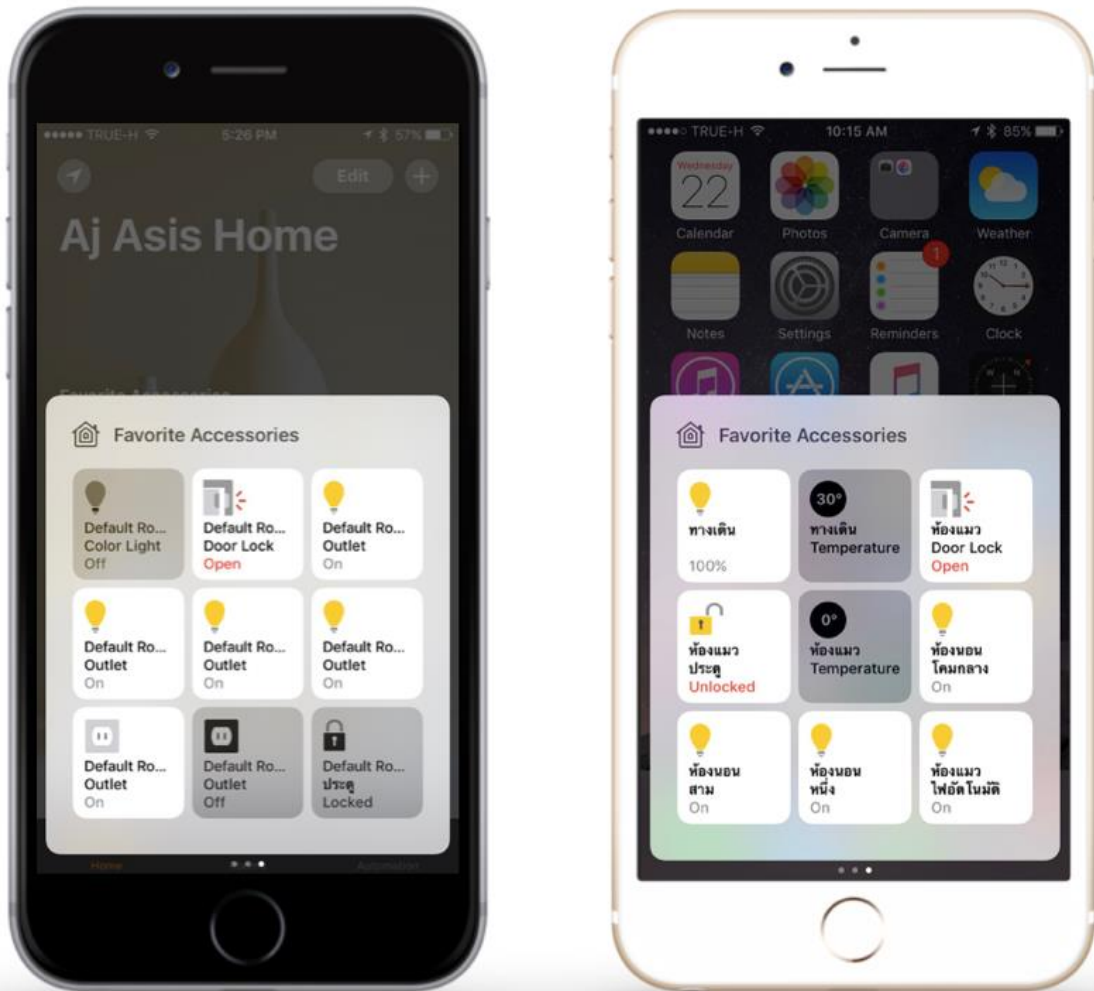 TRUE-H 5:26 PM 57%
Edit
Aj Asis Home
Favorite Accessories
Favorite Accessories
Default Ro...
Color Light
Off
Default Ro...
Door Lock
Open
Default Ro...
Outlet
On
Default Ro...
Outlet
On
Default Ro...
Outlet
On
Default Ro...
Outlet
On
Default Ro...
Outlet
On
Default Ro...
Outlet
Off
Default Ro...
ประตู
Locked
Home
Automation
TRUE-H 10:15 AM 85%
Wednesday
22
1
Calendar
Photos
Camera
Weather
Notes
Settings
Reminders
Clock
Favorite Accessories
ทางเดิน
100%
30°
ทางเดิน
Temperature
ห้องแมว
Door Lock
Open
ห้องแมว
ประตู
Unlocked
0°
ห้องแมว
Temperature
ห้องนอน
โคมกลาง
On
ห้องนอน
สาม
On
ห้องนอน
หนึ่ง
On
ห้องแมว
ไฟอัตโนมัติ
On